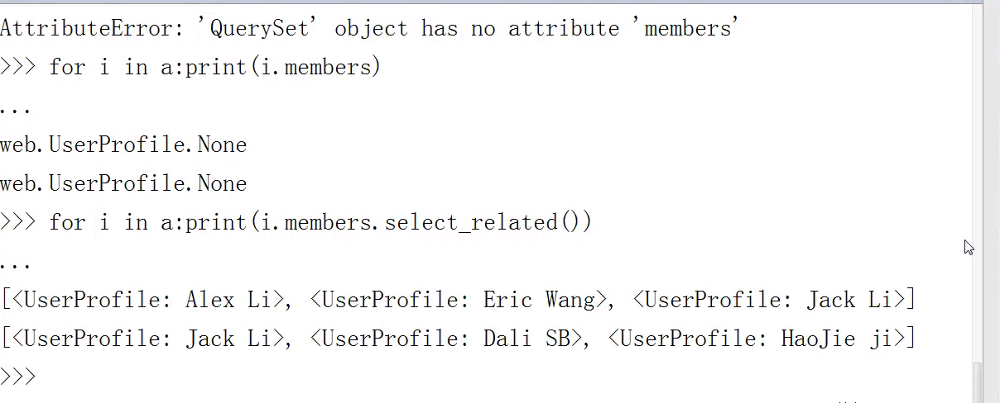 AttributeError: 'QuerySet' object has no attribute 'members'
>>> for i in a:print(i.members)
...
web.UserProfile.None
web.UserProfile.None
>>> for i in a:print(i.members.select_related())
...
[<UserProfile: Alex Li>, <UserProfile: Eric Wang>, <UserProfile: Jack Li>]
[<UserProfile: Jack Li>, <UserProfile: Dali SB>, <UserProfile: HaoJie ji>]
>>>